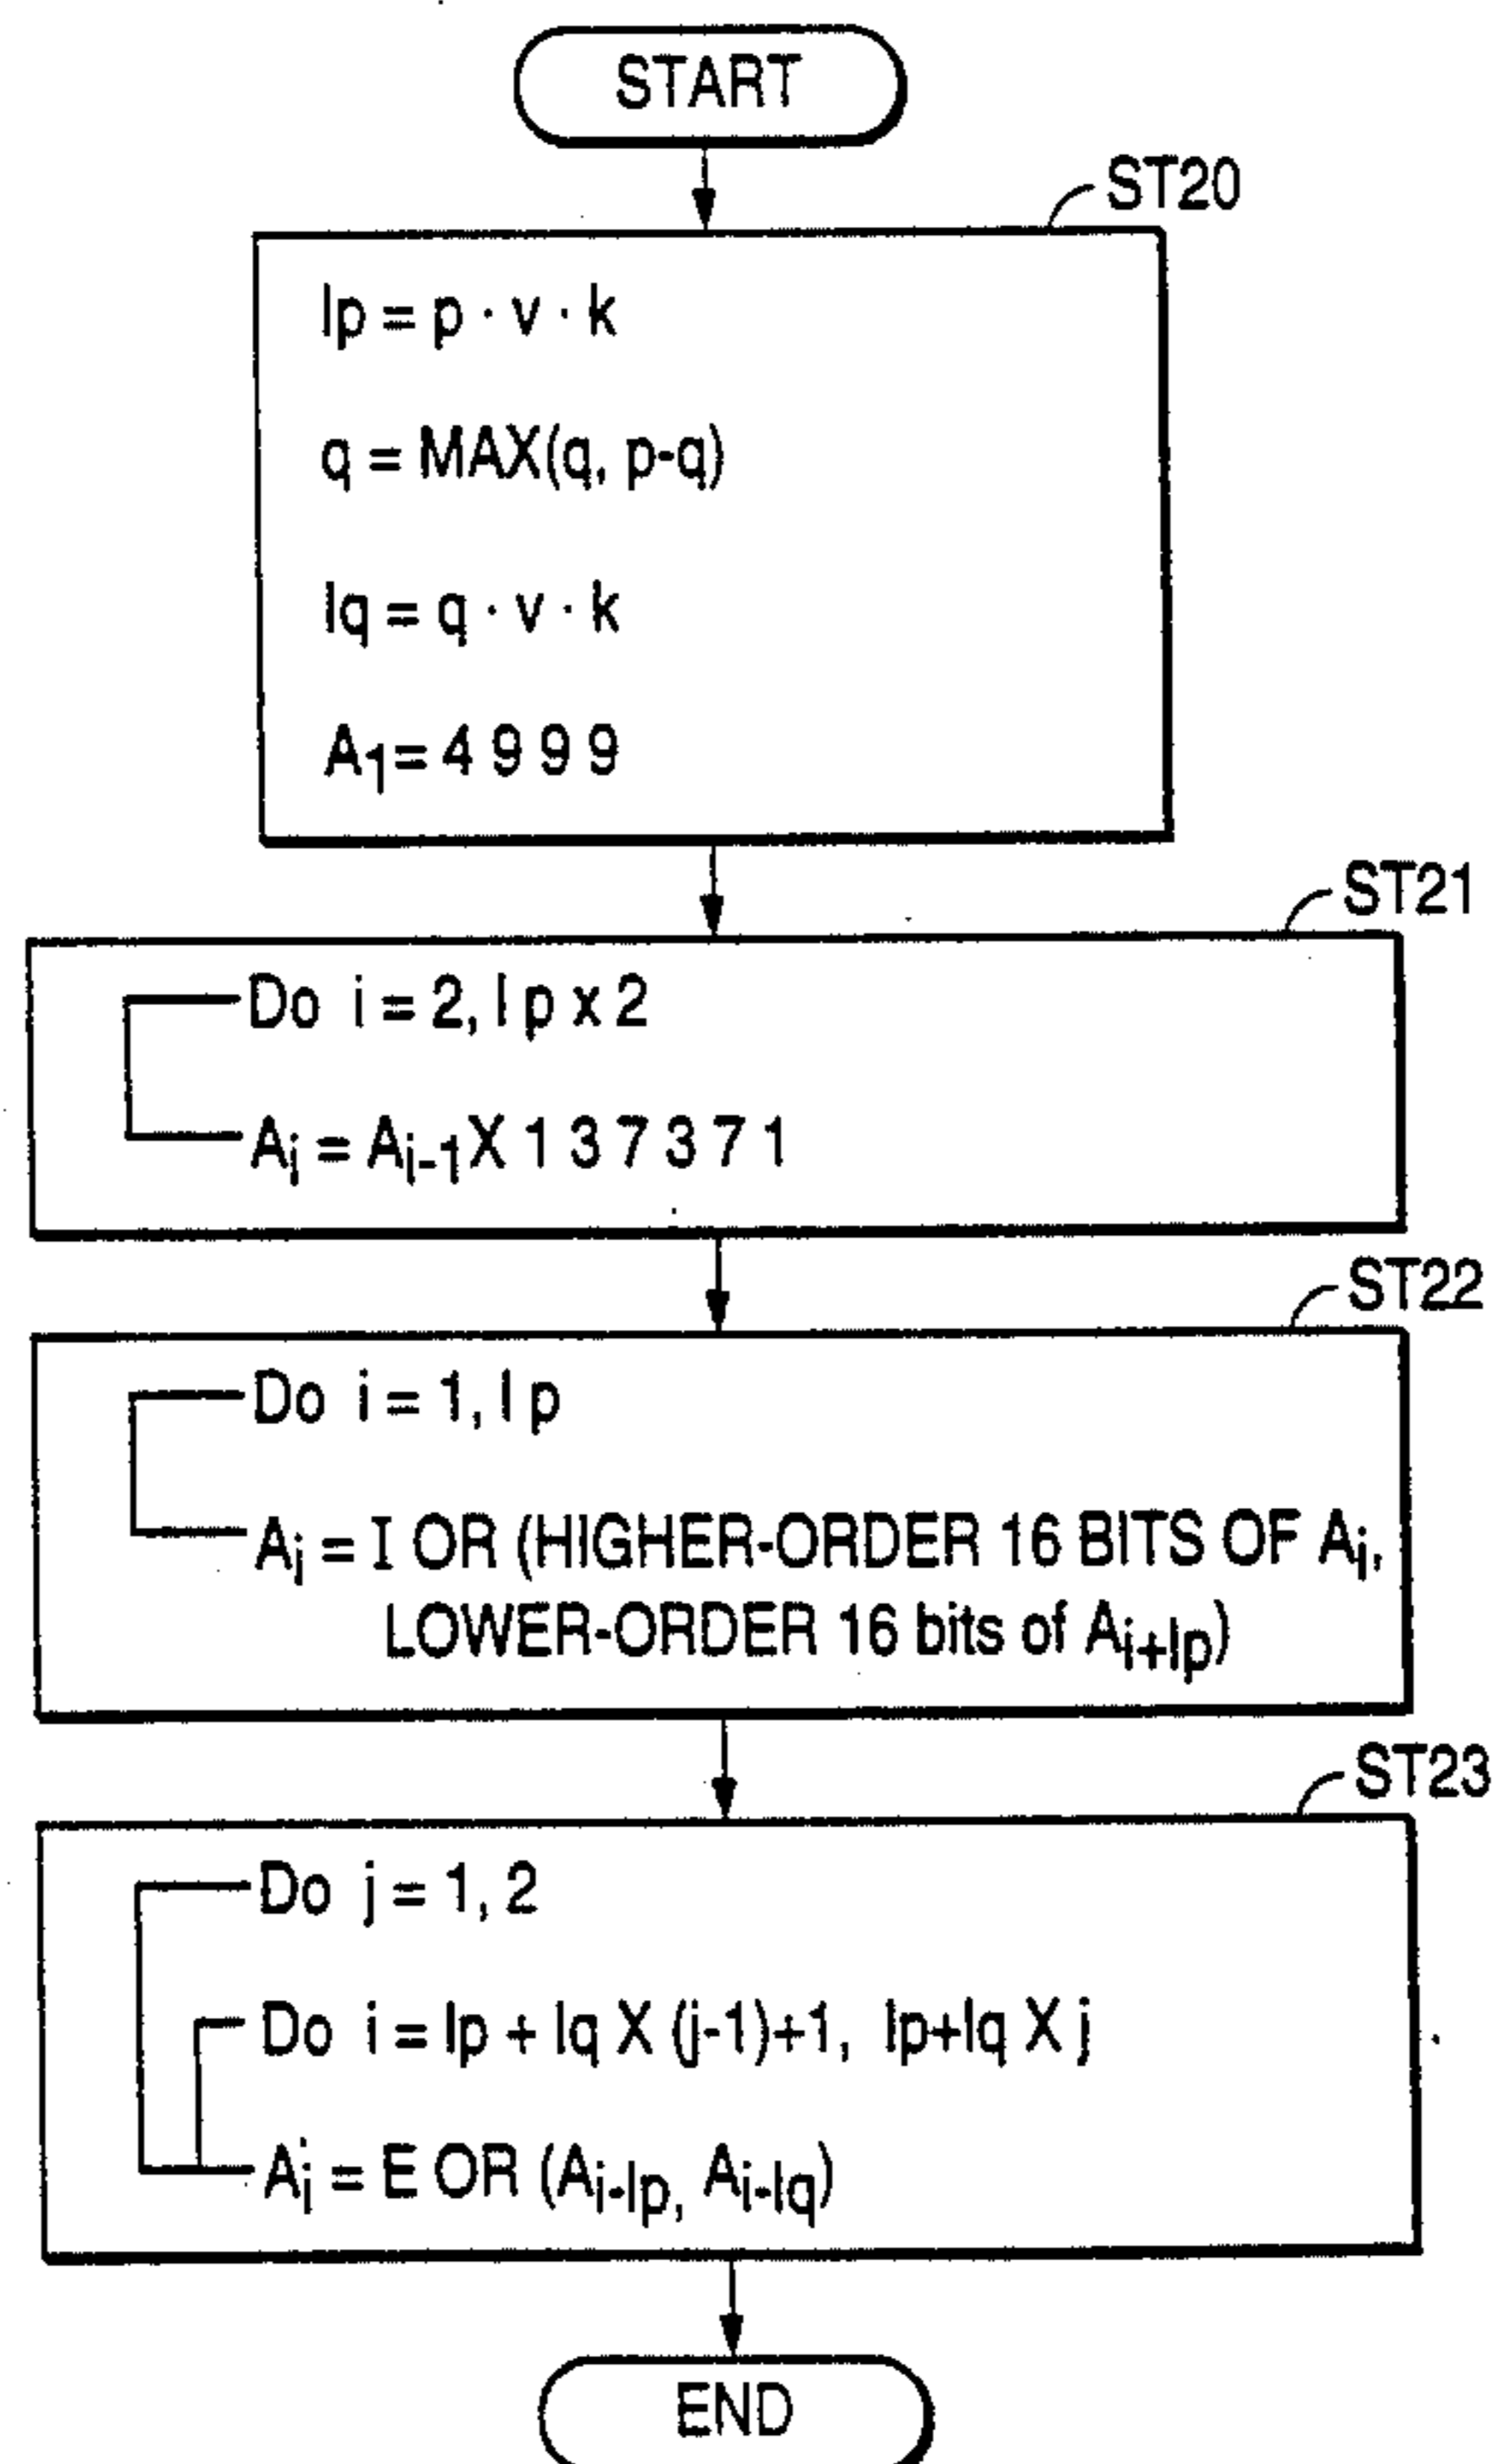 START
ST20
lp = p · v · k
q = MAX(q, p-q)
lq = q · v · k
A1= 4 9 9 9
ST21
Do i = 2, l p x 2
Ai = Ai-1 X 1 3 7 3 7 1
ST22
Do i = 1, l p
Ai = I OR (HIGHER-ORDER 16 BITS OF Ai,
LOWER-ORDER 16 bits of Ai+lp)
ST23
Do j = 1, 2
Do i = lp + lq X (j-1)+1, lp+lq X j
Ai = E OR (Ai-lp, Ai-lq)
END